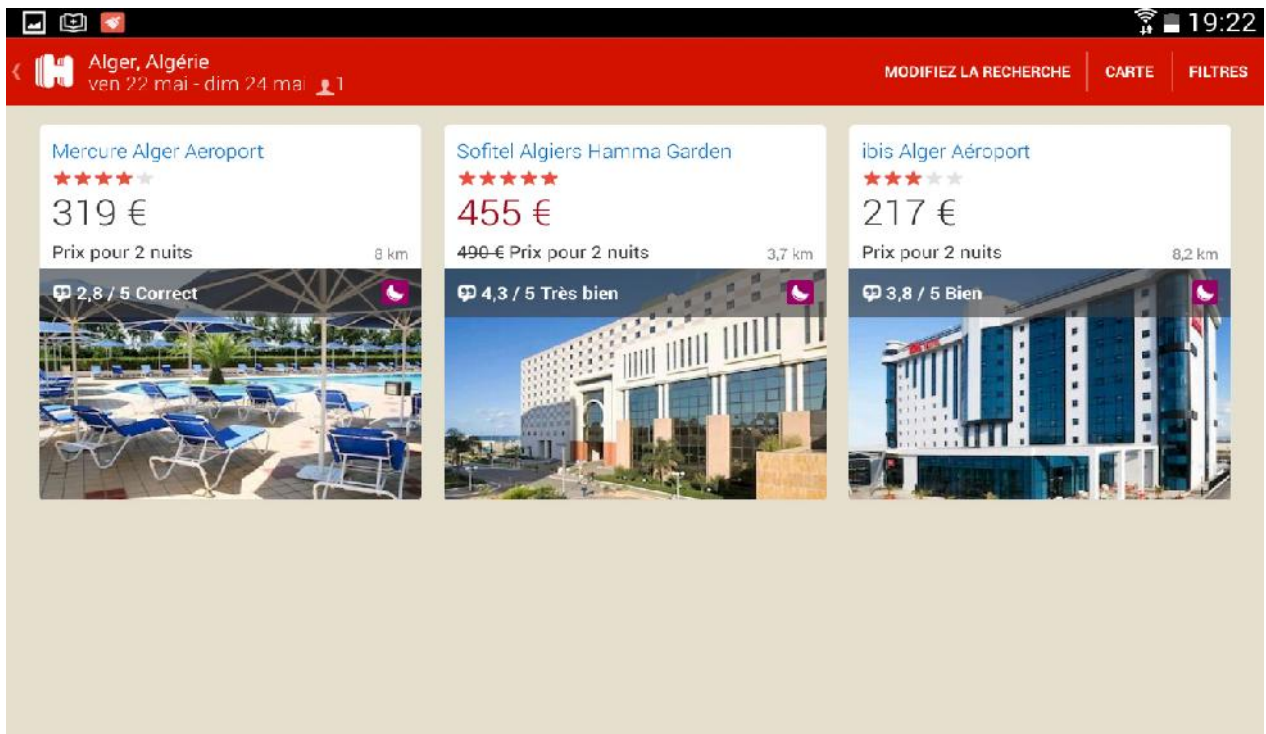 19:22
Alger, Algérie
ven 22 mai - dim 24 mai 1
MODIFIEZ LA RECHERCHE CARTE FILTRES
Mercure Alger Aeroport
319 €
Prix pour 2 nuits 8 km
2,8 / 5 Correct
Sofitel Algiers Hamma Garden
455 €
490 € Prix pour 2 nuits 3,7 km
4,3 / 5 Très bien
ibis Alger Aéroport
217 €
Prix pour 2 nuits 8,2 km
3,8 / 5 Bien